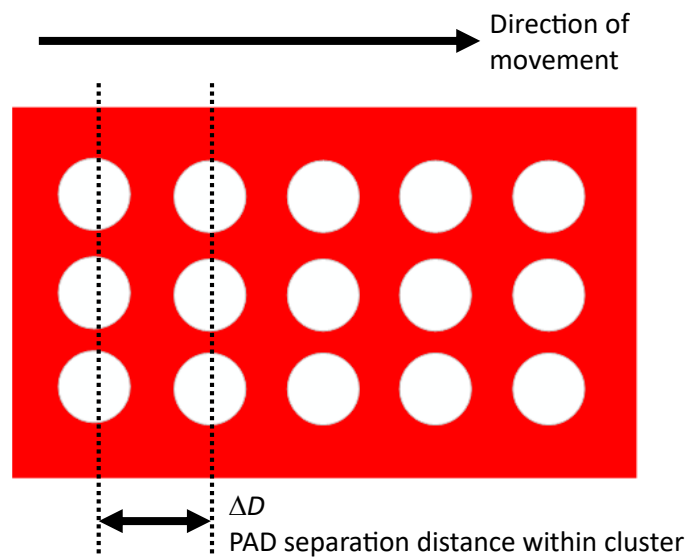 Direction of
movement
ΔD
PAD separation distance within cluster